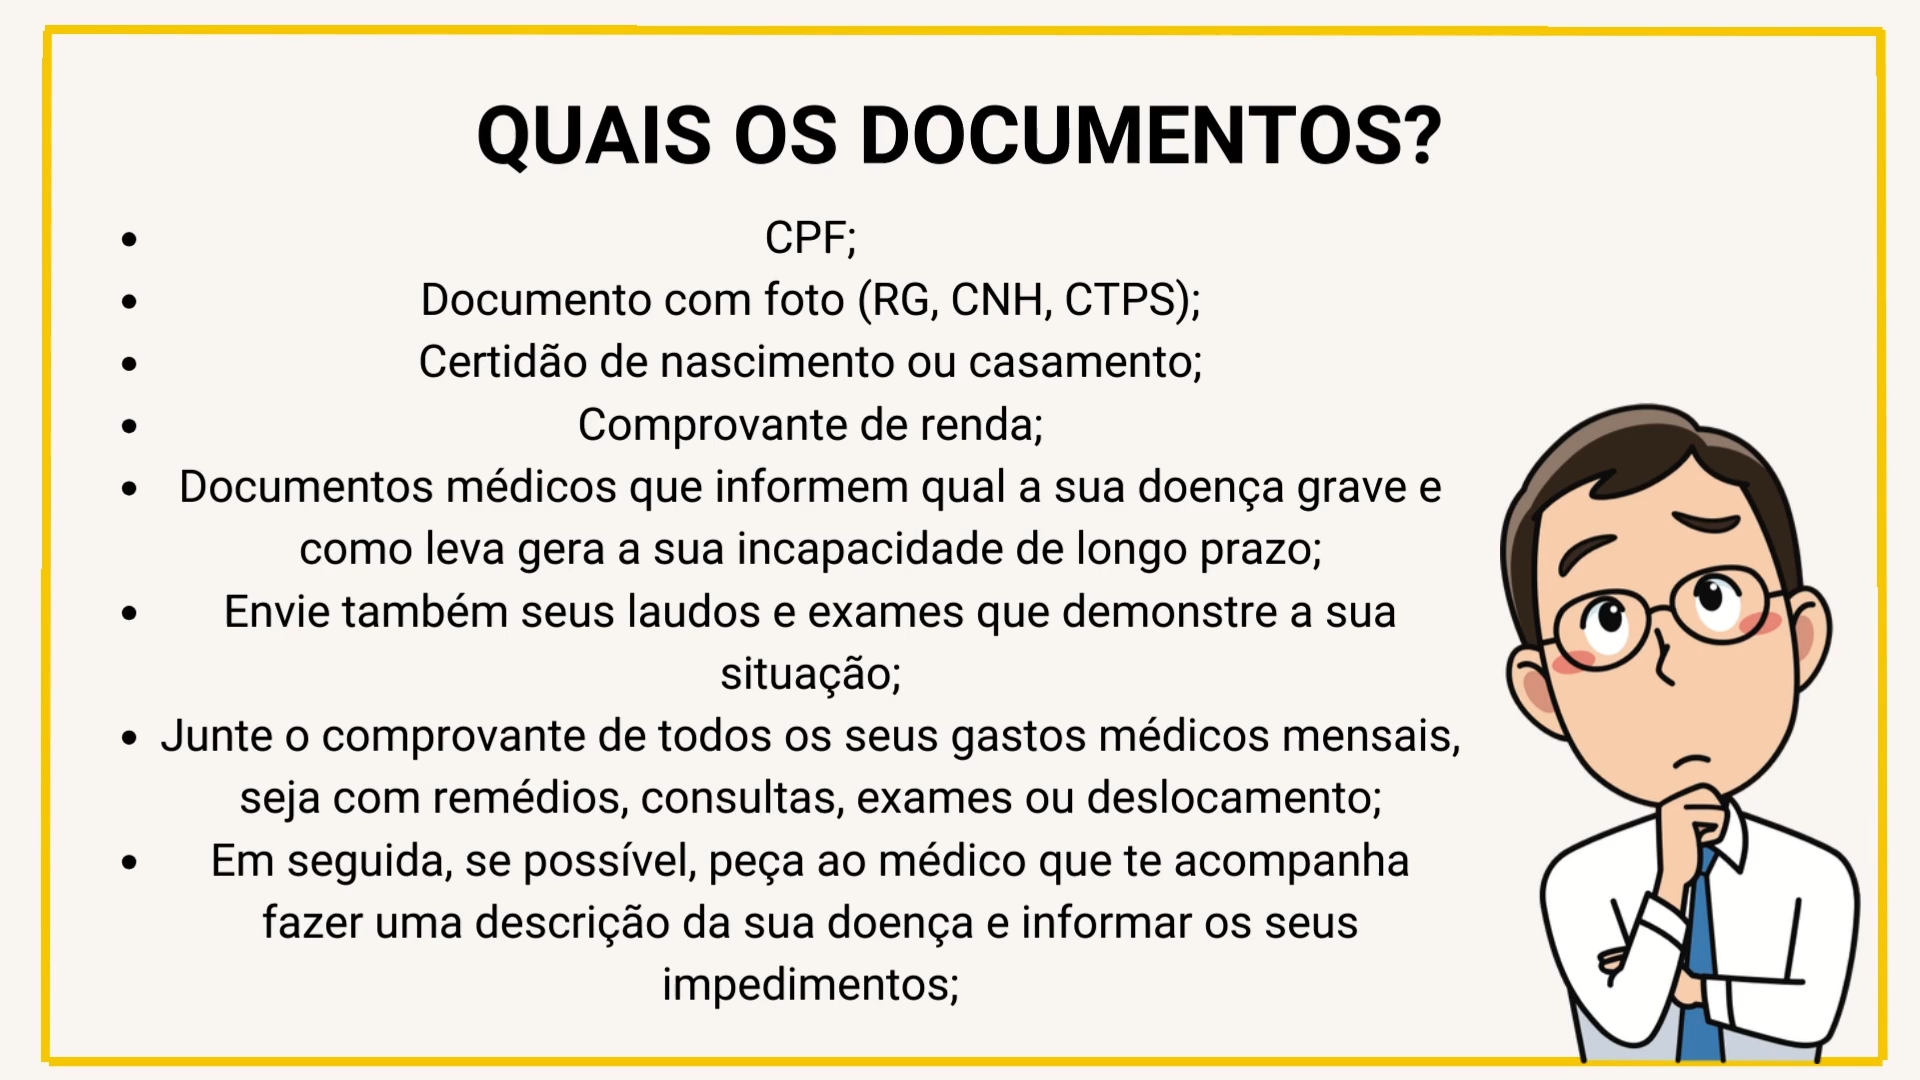 QUAIS OS DOCUMENTOS?
• CPF;
• Documento com foto (RG, CNH, CTPS);
• Certidão de nascimento ou casamento;
• Comprovante de renda;
• Documentos médicos que informem qual a sua doença grave e
como leva gera a sua incapacidade de longo prazo;
• Envie também seus laudos e exames que demonstre a sua
situação;
• Junte o comprovante de todos os seus gastos médicos mensais,
seja com remédios, consultas, exames ou deslocamento;
• Em seguida, se possível, peça ao médico que te acompanha
fazer uma descrição da sua doença e informar os seus
impedimentos;